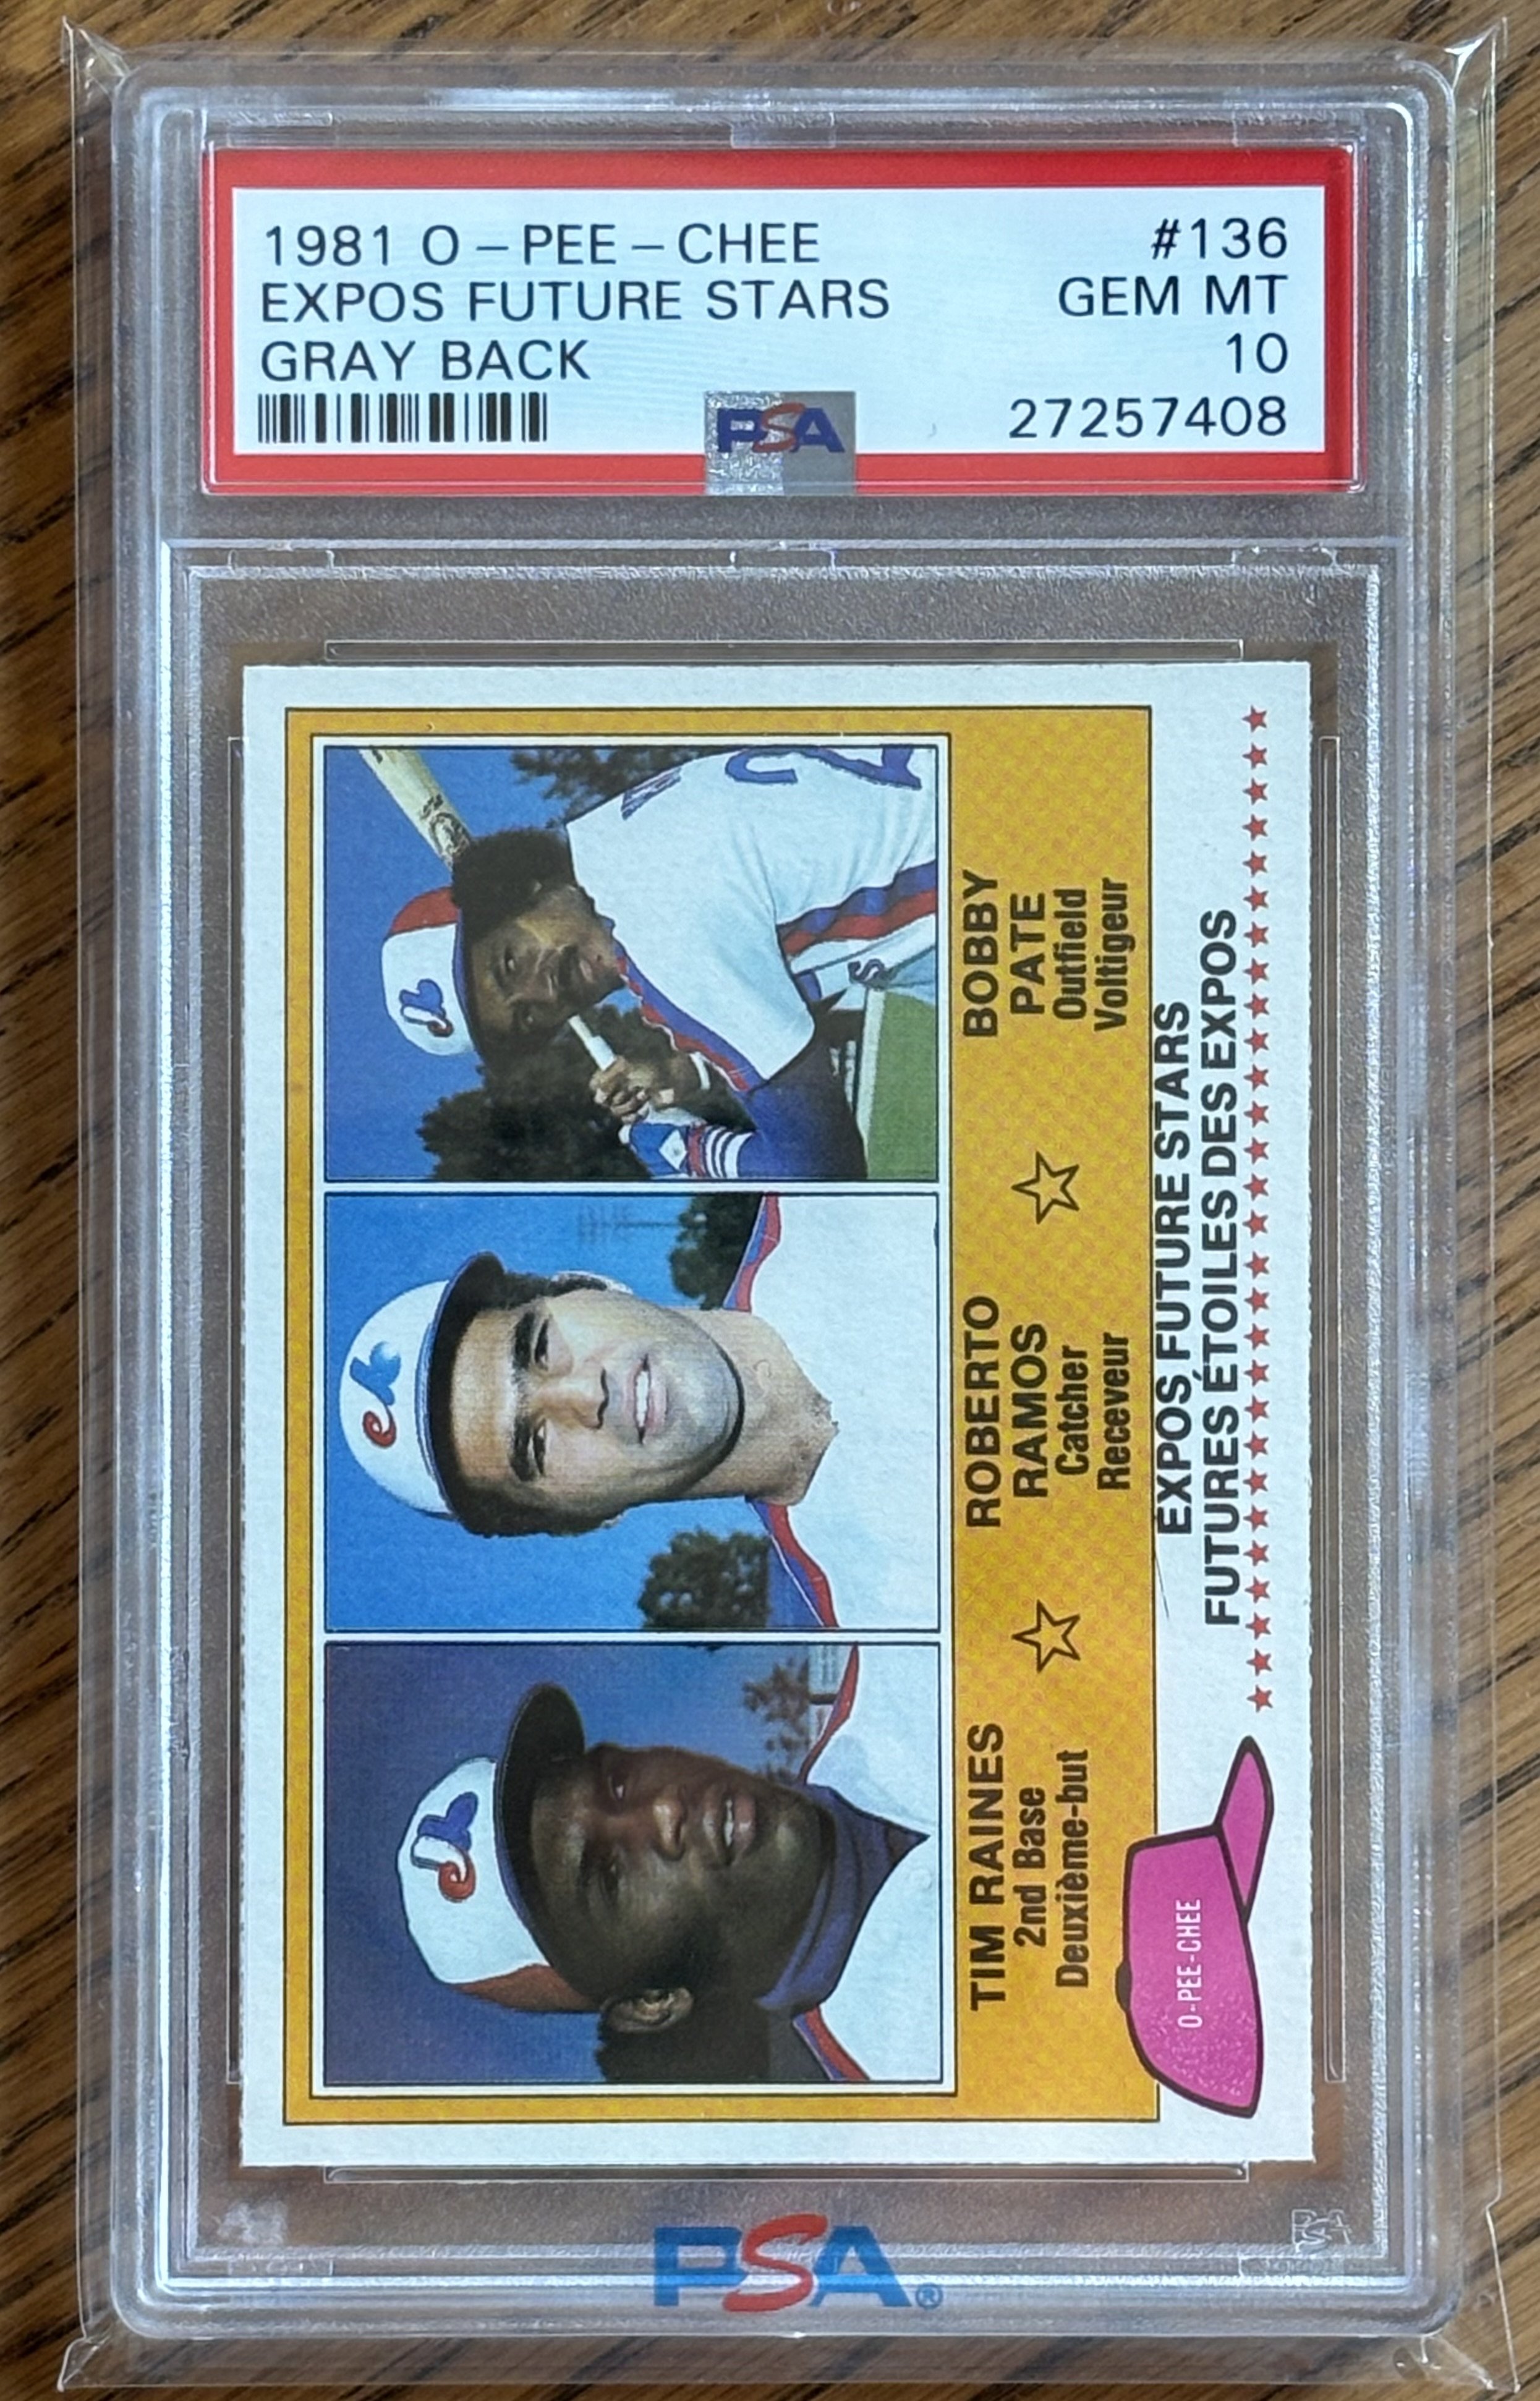 1981 O-PEE-CHEE #136
EXPOS FUTURE STARS GEM MT
GRAY BACK 10
PSA 27257408
TIM RAINES
2nd Base
Deuxième-but
ROBERTO
RAMOS
Catcher
Receveur
BOBBY
PATE
Outfield
Voltigeur
EXPOS FUTURE STARS
FUTURES ÉTOILES DES EXPOS
O-PEE-CHEE
PSA®